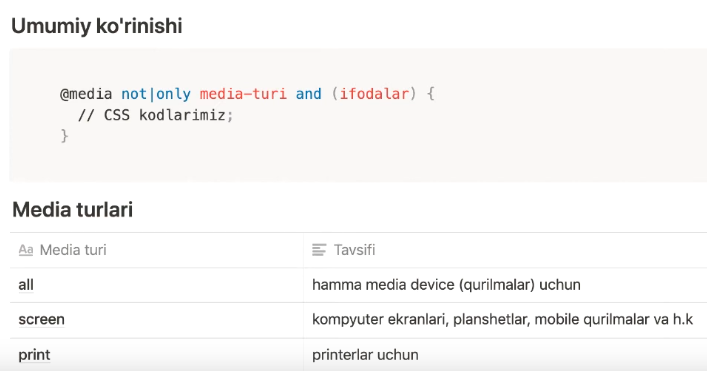 Umumiy ko'rinishi
@media not|only media-turi and (ifodalar) {
// CSS kodlarimiz;
}
Media turlari
Aa Media turi Tavsifi
all hamma media device (qurilmalar) uchun
screen kompyuter ekranlari, planshetlar, mobile qurilmalar va h.k
print printerlar uchun